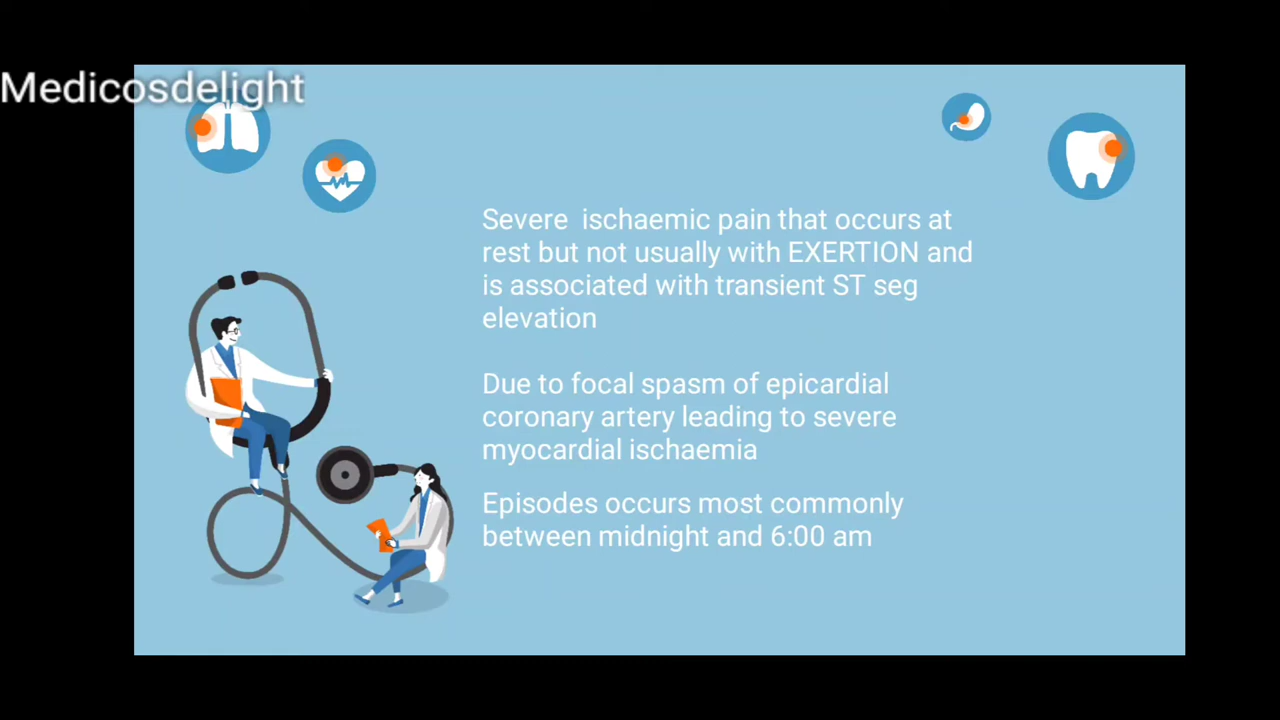 Medicosdelight
Severe ischaemic pain that occurs at
rest but not usually with EXERTION and
is associated with transient ST seg
elevation
Due to focal spasm of epicardial
coronary artery leading to severe
myocardial ischaemia
Episodes occurs most commonly
between midnight and 6:00 am